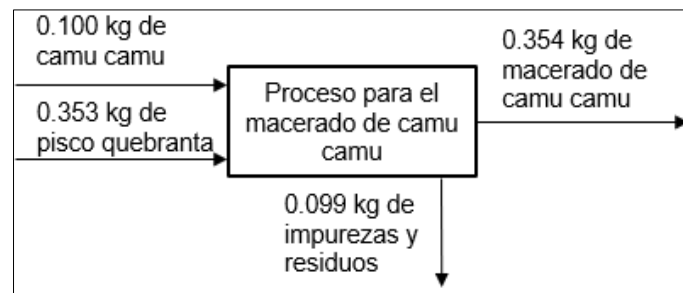 0.100 kg de
camu camu
0.353 kg de
pisco quebranta
Proceso para el
macerado de camu
camu
0.354 kg de
macerado de
camu camu
0.099 kg de
impurezas y
residuos